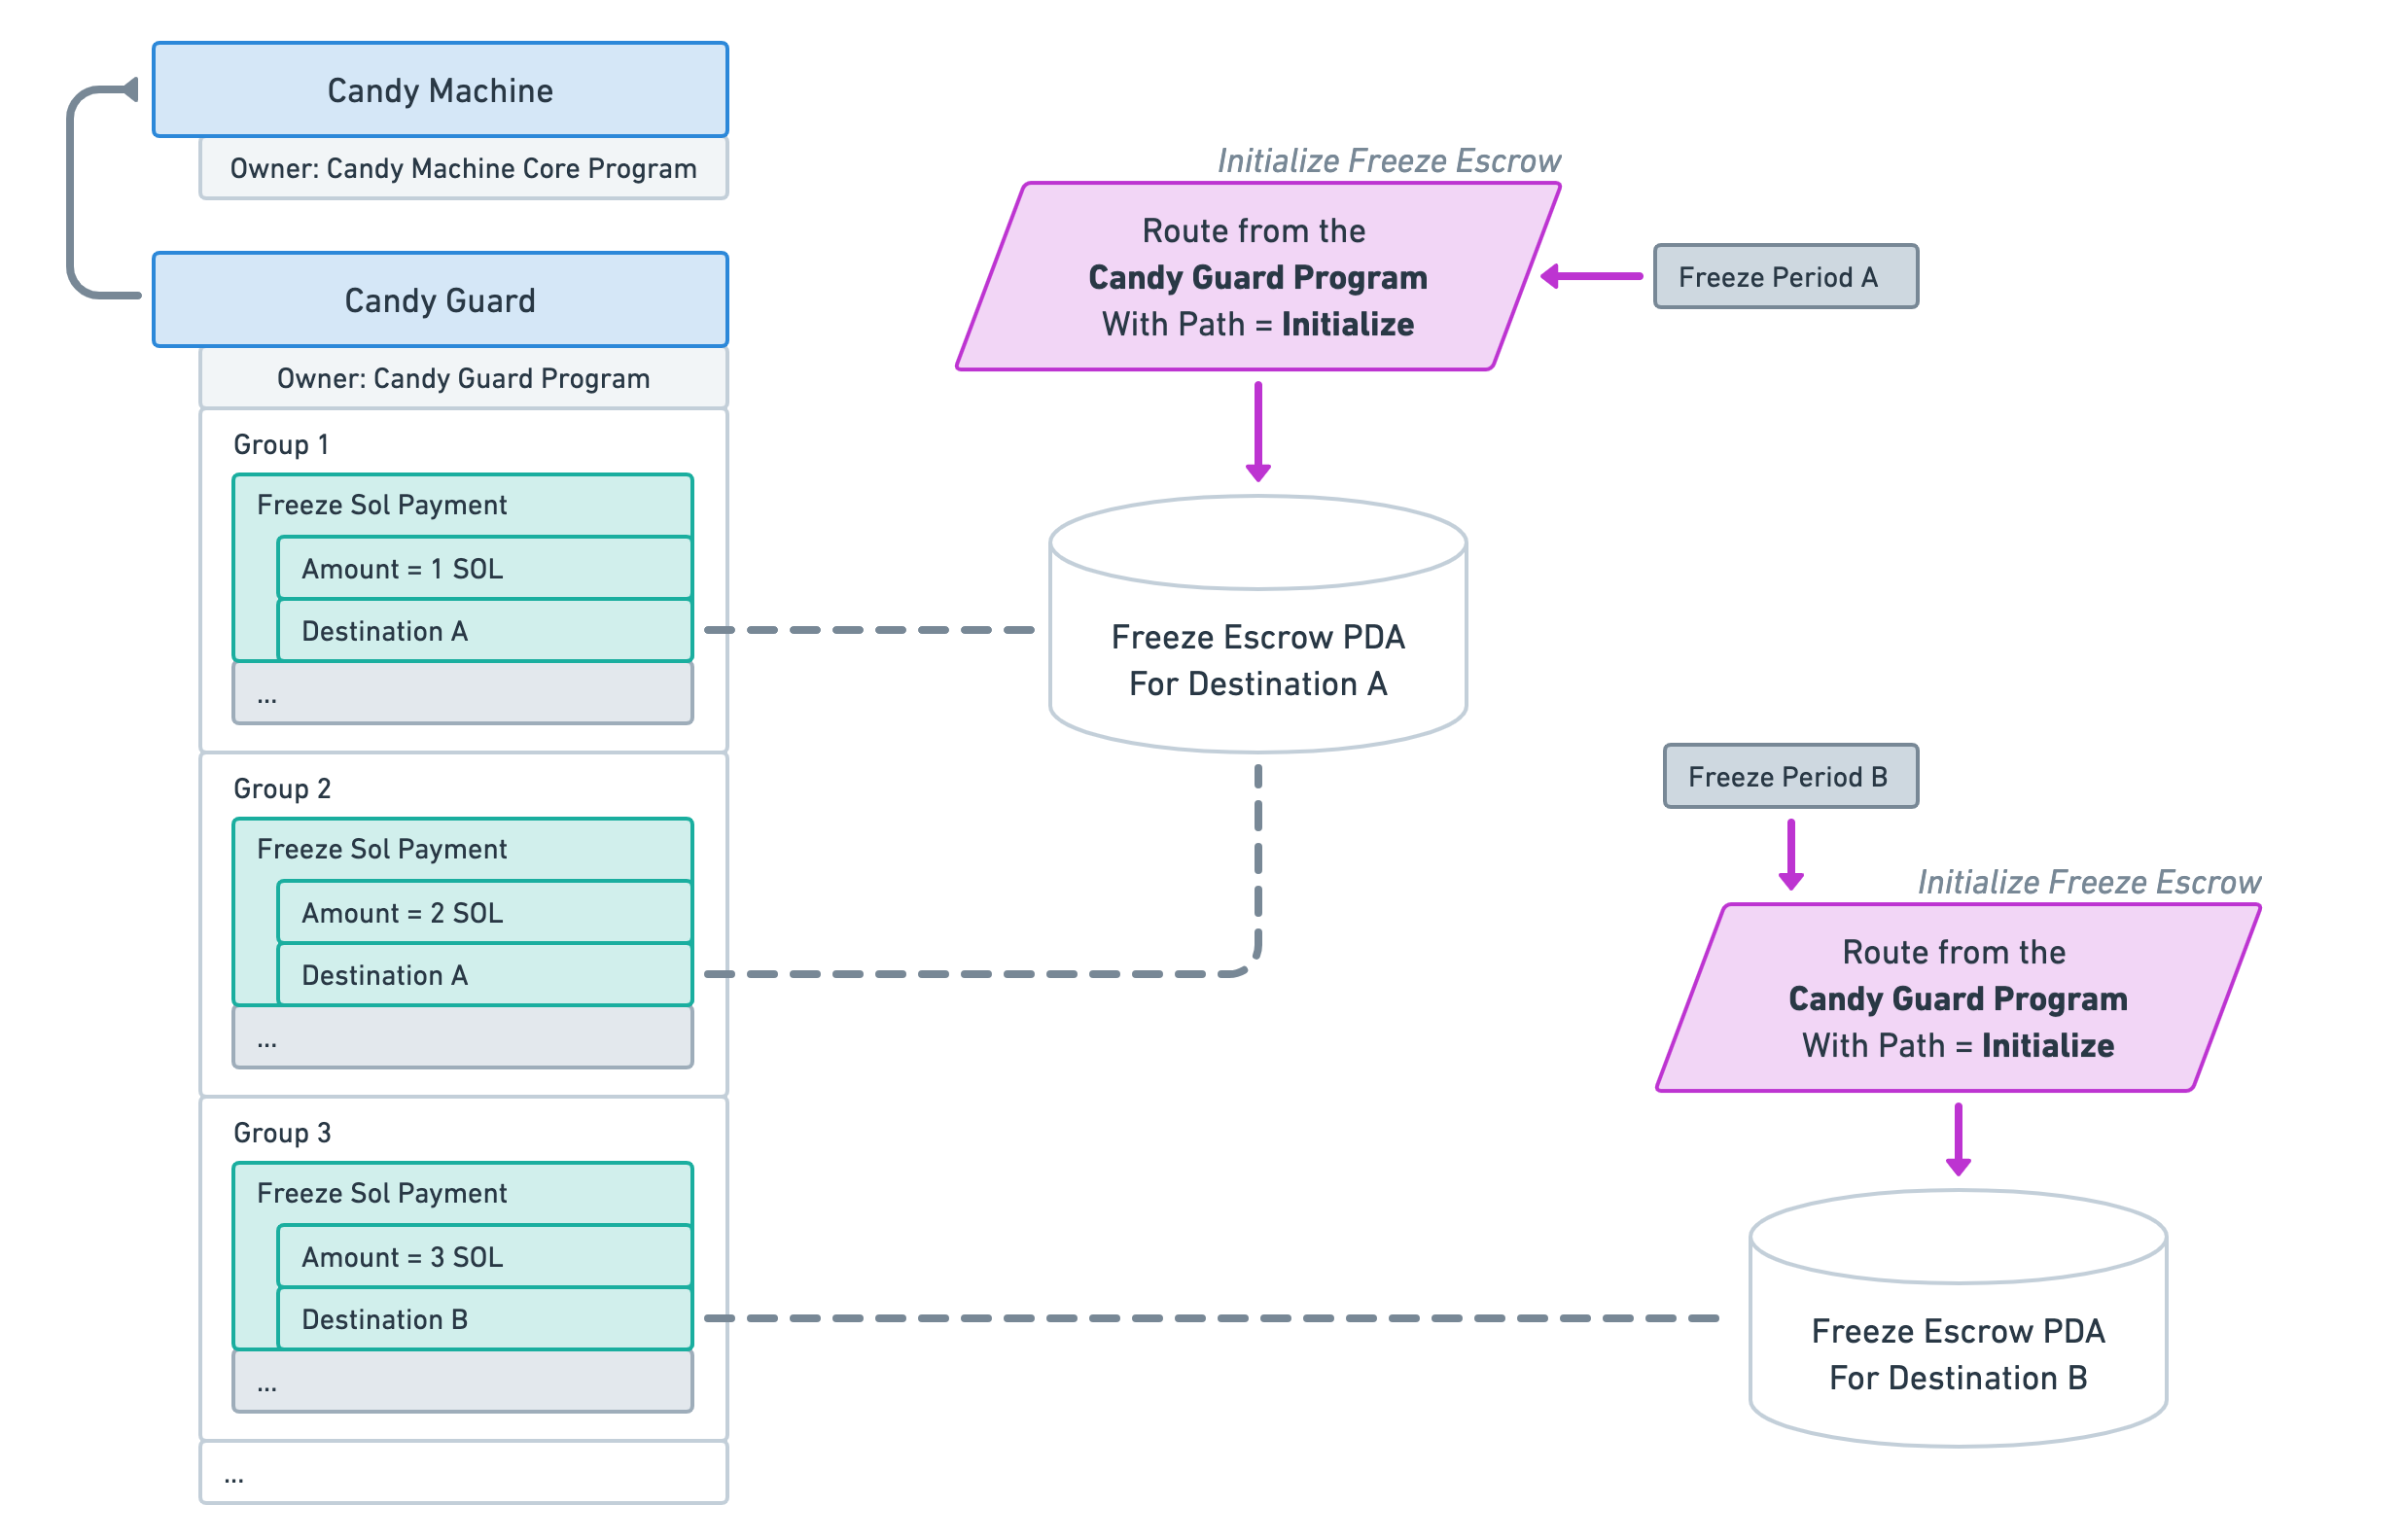 Candy Machine
Owner: Candy Machine Core Program
Candy Guard
Owner: Candy Guard Program
Group 1
Freeze Sol Payment
Amount = 1 SOL
Destination A
...
Group 2
Freeze Sol Payment
Amount = 2 SOL
Destination A
...
Group 3
Freeze Sol Payment
Amount = 3 SOL
Destination B
...
...
Initialize Freeze Escrow
Route from the
Candy Guard Program
With Path = Initialize
Freeze Period A
Freeze Escrow PDA
For Destination A
Freeze Period B
Initialize Freeze Escrow
Route from the
Candy Guard Program
With Path = Initialize
Freeze Escrow PDA
For Destination B